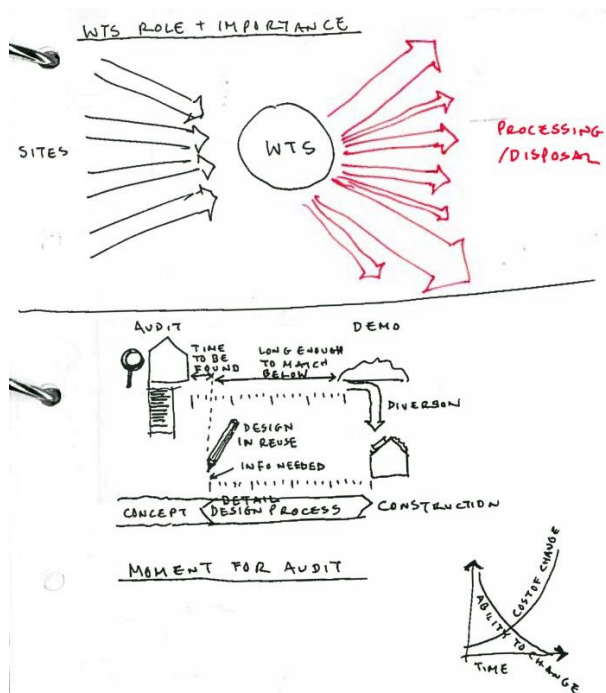 WTS ROLE + IMPORTANCE
SITES
WTS
PROCESSING
/DISPOSAL
AUDIT
DEMO
TIME
TO BE
FOUND
LONG ENOUGH
TO MATCH
BELOW
DIVERSON
DESIGN
IN REUSE
INFO NEEDED
CONCEPT
DETAIL
DESIGN PROCESS
CONSTRUCTION
MOMENT FOR AUDIT
COST OF CHANGE
ABILITY TO CHANGE
TIME